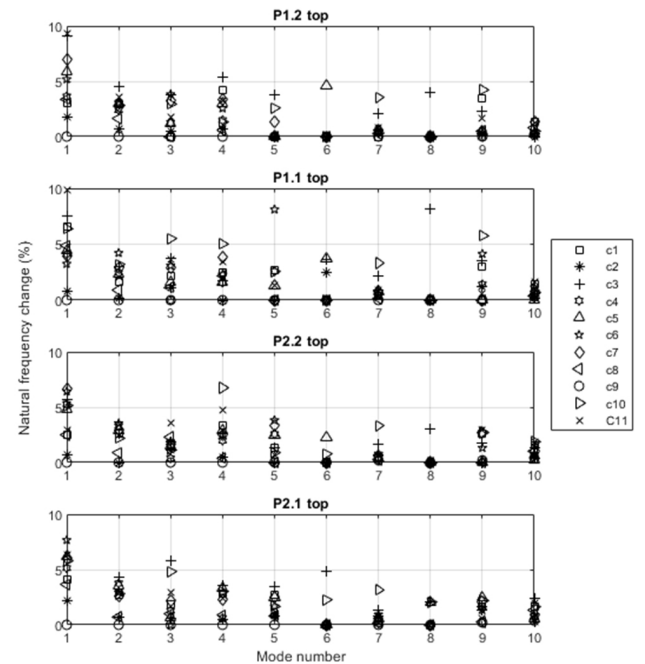 P1.2 top
10
5
0
1 2 3 4 5 6 7 8 9 10
P1.1 top
10
5
0
1 2 3 4 5 6 7 8 9 10
P2.2 top
10
5
0
1 2 3 4 5 6 7 8 9 10
P2.1 top
10
5
0
1 2 3 4 5 6 7 8 9 10
Mode number
Natural frequency change (%)
c1
c2
c3
c4
c5
c6
c7
c8
c9
c10
C11